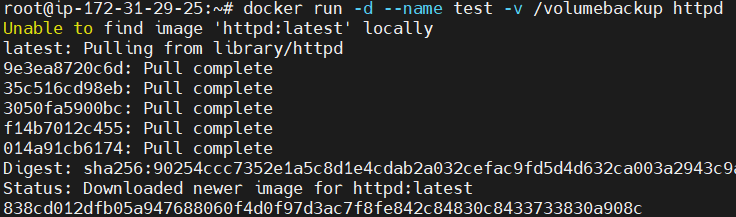 root@ip-172-31-29-25:~# docker run -d --name test -v /volumebackup httpd
Unable to find image 'httpd:latest' locally
latest: Pulling from library/httpd
9e3ea8720c6d: Pull complete
35c516cd98eb: Pull complete
3050fa5900bc: Pull complete
f14b7012c455: Pull complete
014a91cb6174: Pull complete
Digest: sha256:90254ccc7352e1a5c8d1e4cdab2a032cefac9fd5d4d632ca003a2943c9a
Status: Downloaded newer image for httpd:latest
838cd012dfb05a947688060f4d0f97d3ac7f8fe842c84830c8433733830a908c